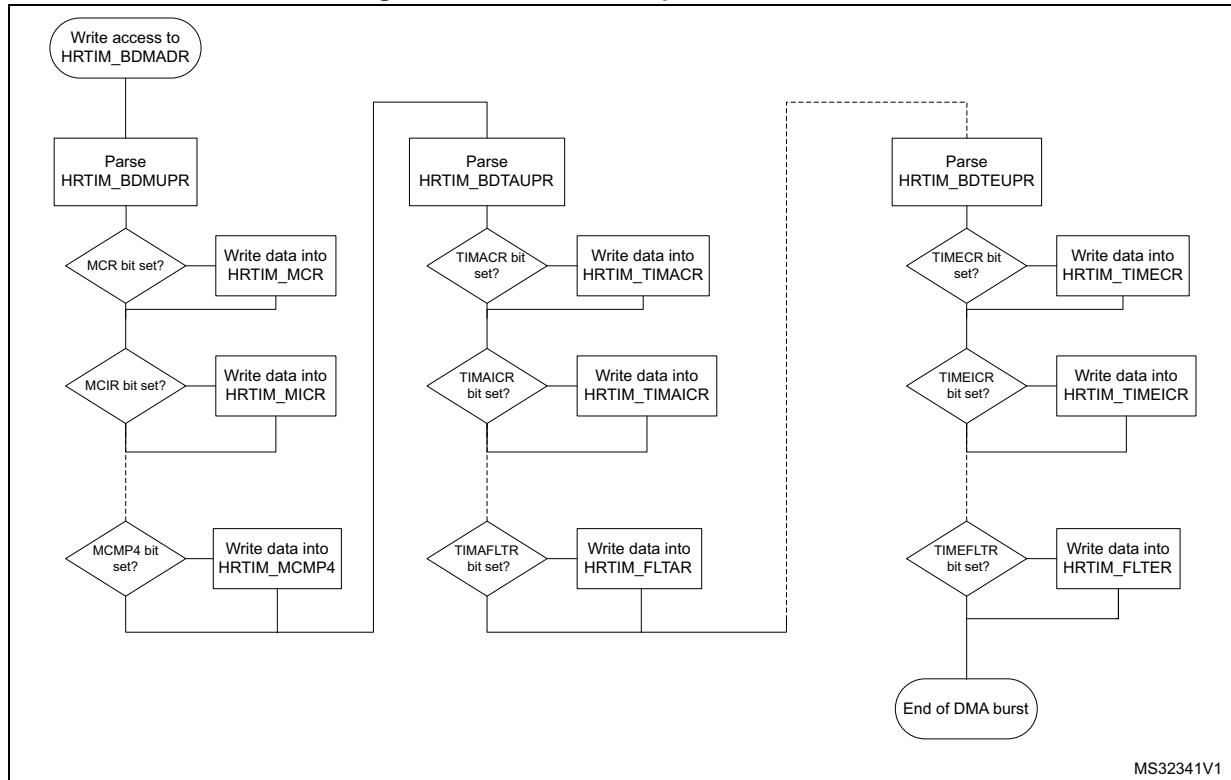 Write access to
HRTIM_BDMADR
Parse
HRTIM_BDMUPR
MCR bit set?
Write data into
HRTIM_MCR
MCIR bit set?
Write data into
HRTIM_MICR
MCMP4 bit
set?
Write data into
HRTIM_MCMP4
Parse
HRTIM_BDTAUPR
TIMACR bit
set?
Write data into
HRTIM_TIMACR
TIMAICR
bit set?
Write data into
HRTIM_TIMAICR
TIMAFLTR
bit set?
Write data into
HRTIM_FLTAR
Parse
HRTIM_BDTEUPR
TIMECR bit
set?
Write data into
HRTIM_TIMECR
TIMEICR
bit set?
Write data into
HRTIM_TIMEICR
TIMEFLTR
bit set?
Write data into
HRTIM_FLTER
End of DMA burst
MS32341V1